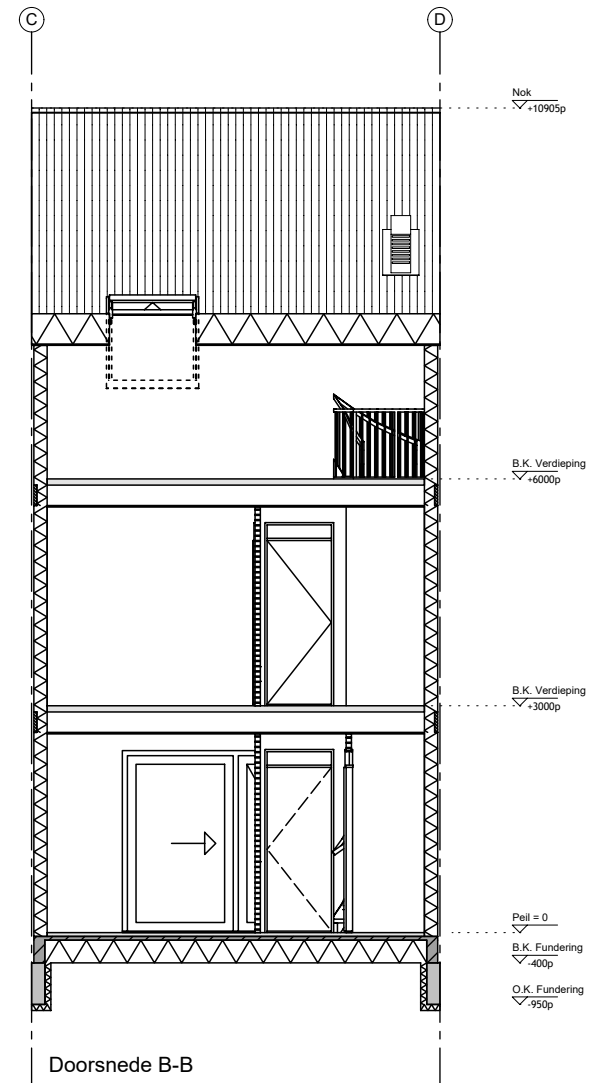 C
D
Nok
+10905p
B.K. Verdieping
+6000p
B.K. Verdieping
+3000p
Peil = 0
B.K. Fundering
-400p
O.K. Fundering
-950p
Doorsnede B-B